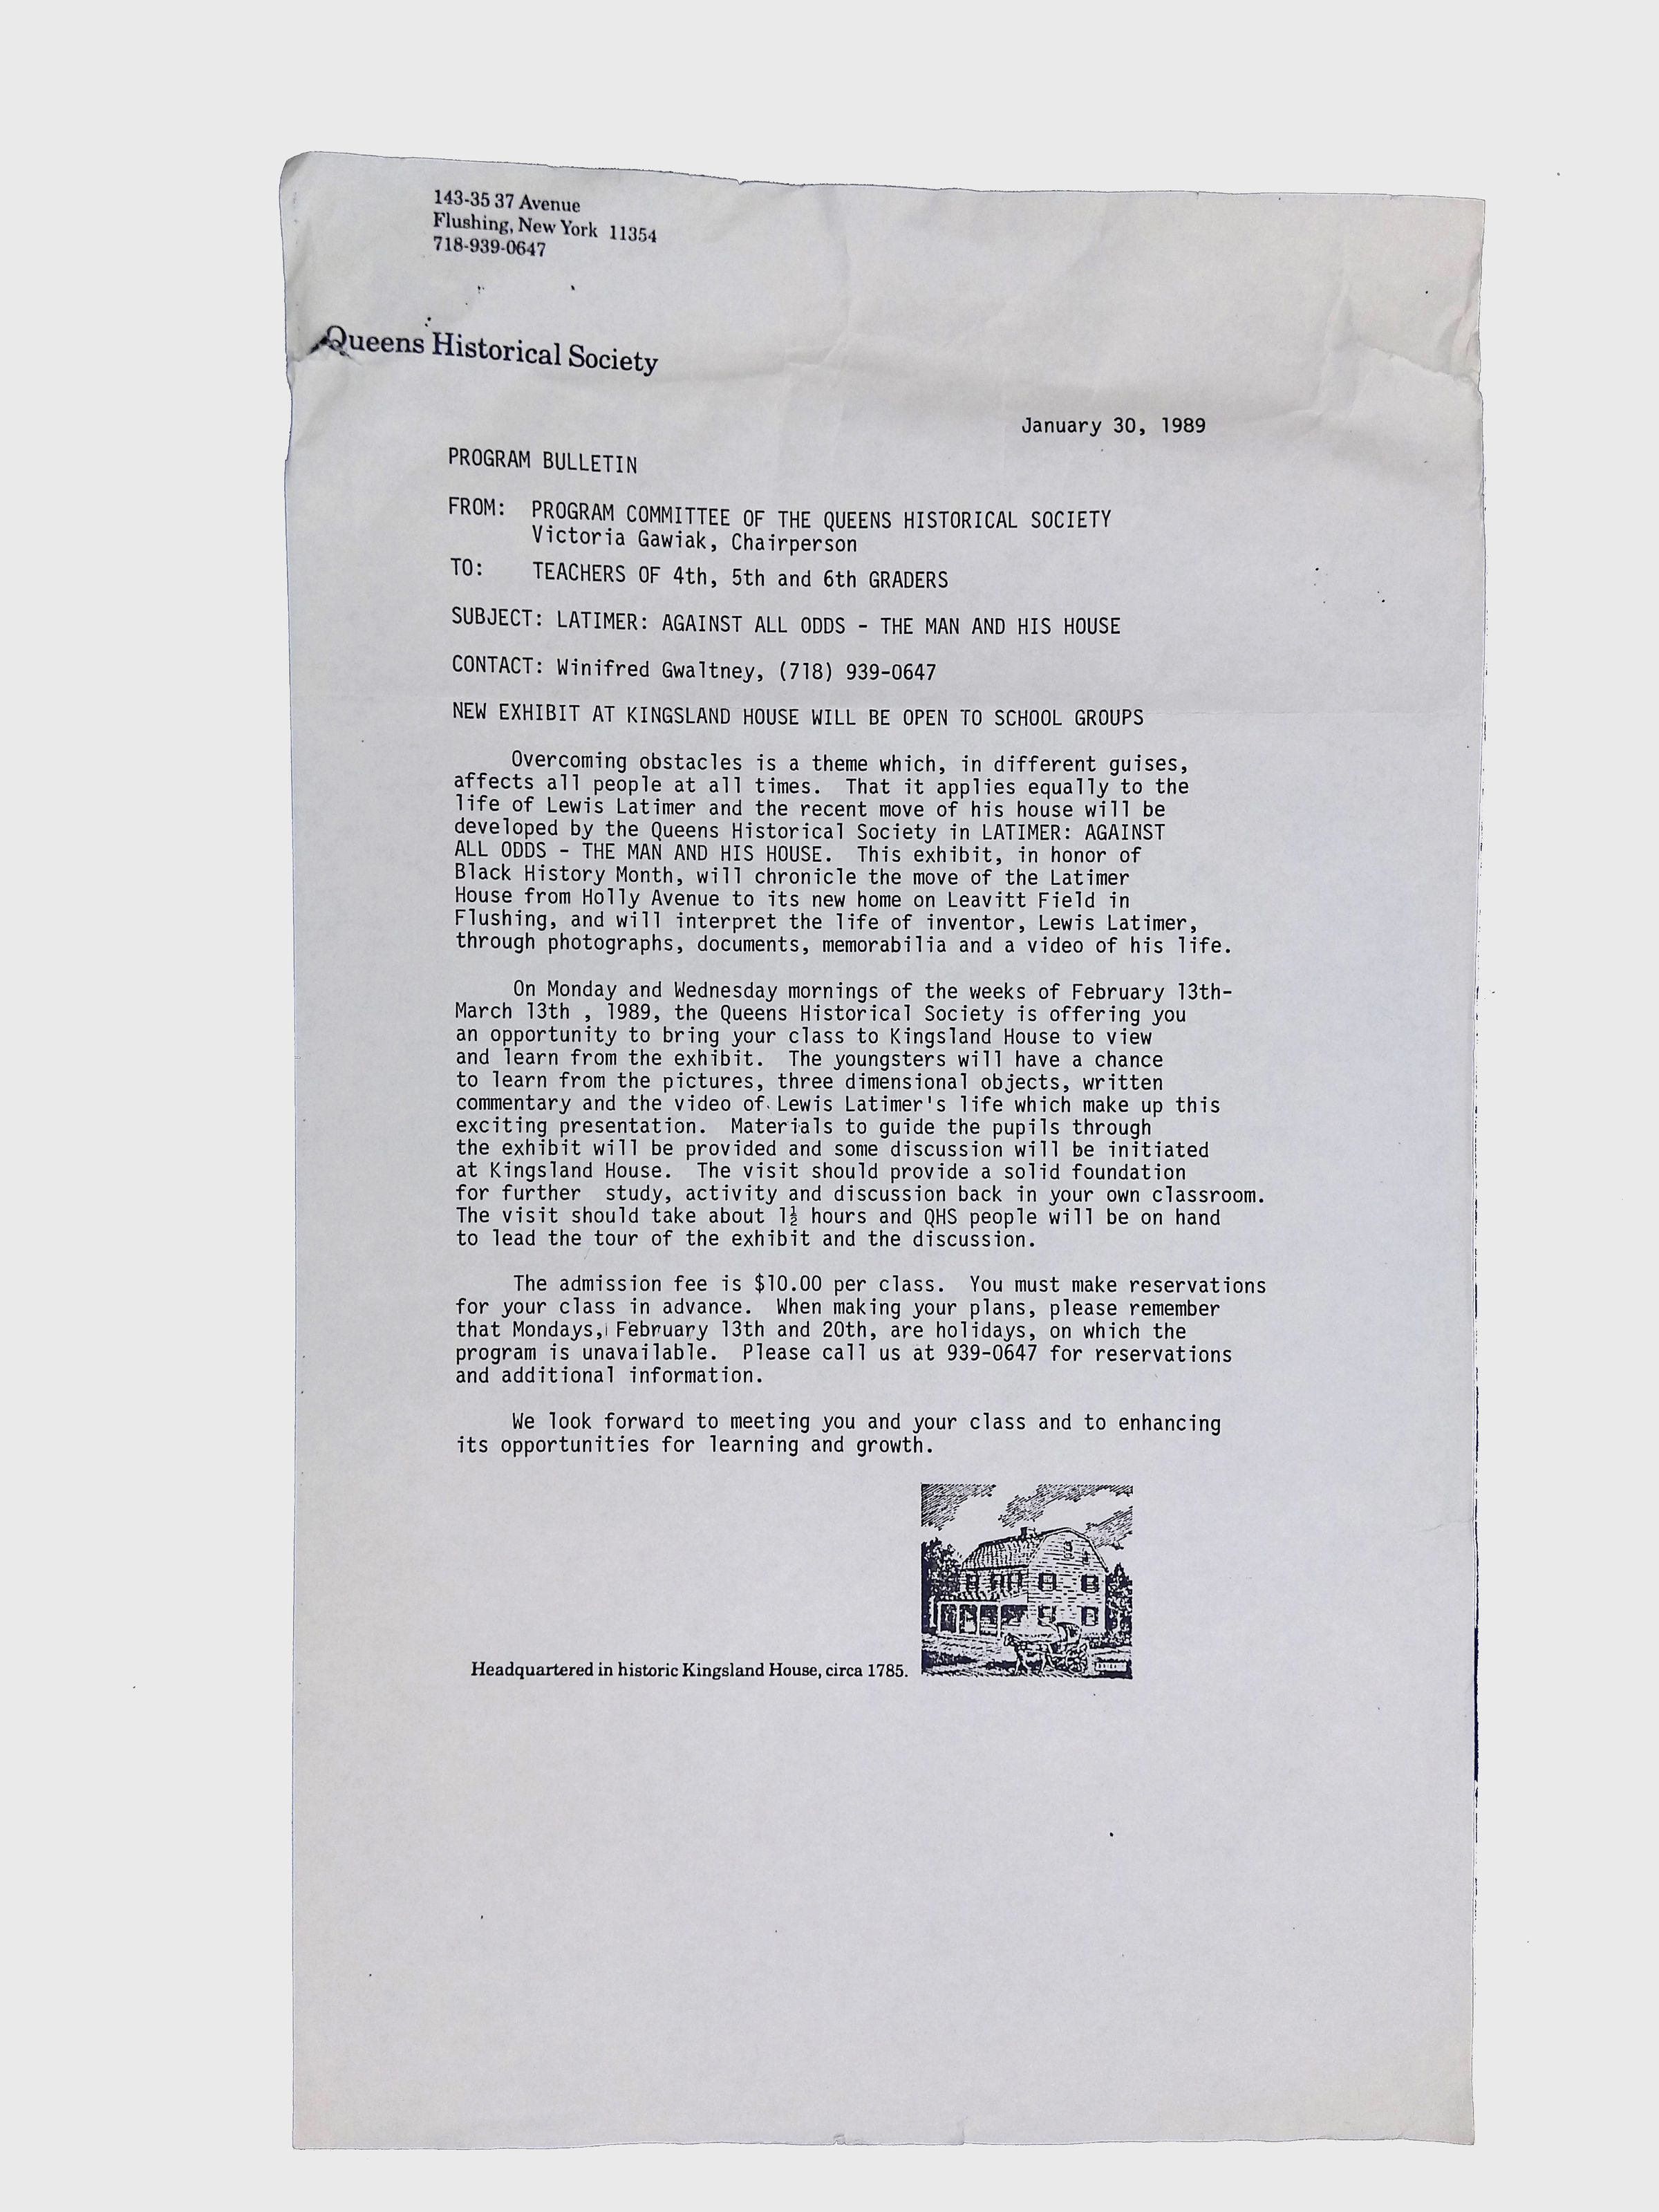 143-35 37 Avenue
Flushing, New York 11354
718-939-0647
Queens Historical Society
January 30, 1989
PROGRAM BULLETIN
FROM: PROGRAM COMMITTEE OF THE QUEENS HISTORICAL SOCIETY
Victoria Gawiak, Chairperson
TO: TEACHERS OF 4th, 5th and 6th GRADERS
SUBJECT: LATIMER: AGAINST ALL ODDS - THE MAN AND HIS HOUSE
CONTACT: Winifred Gwaltney, (718) 939-0647
NEW EXHIBIT AT KINGSLAND HOUSE WILL BE OPEN TO SCHOOL GROUPS
Overcoming obstacles is a theme which, in different guises,
affects all people at all times. That it applies equally to the
life of Lewis Latimer and the recent move of his house will be
developed by the Queens Historical Society in LATIMER: AGAINST
ALL ODDS - THE MAN AND HIS HOUSE. This exhibit, in honor of
Black History Month, will chronicle the move of the Latimer
House from Holly Avenue to its new home on Leavitt Field in
Flushing, and will interpret the life of inventor, Lewis Latimer,
through photographs, documents, memorabilia and a video of his life.
On Monday and Wednesday mornings of the weeks of February 13th-
March 13th , 1989, the Queens Historical Society is offering you
an opportunity to bring your class to Kingsland House to view
and learn from the exhibit. The youngsters will have a chance
to learn from the pictures, three dimensional objects, written
commentary and the video of Lewis Latimer's life which make up this
exciting presentation. Materials to guide the pupils through
the exhibit will be provided and some discussion will be initiated
at Kingsland House. The visit should provide a solid foundation
for further study, activity and discussion back in your own classroom.
The visit should take about 1½ hours and QHS people will be on hand
to lead the tour of the exhibit and the discussion.
The admission fee is $10.00 per class. You must make reservations
for your class in advance. When making your plans, please remember
that Mondays, February 13th and 20th, are holidays, on which the
program is unavailable. Please call us at 939-0647 for reservations
and additional information.
We look forward to meeting you and your class and to enhancing
its opportunities for learning and growth.
Headquartered in historic Kingsland House, circa 1785.